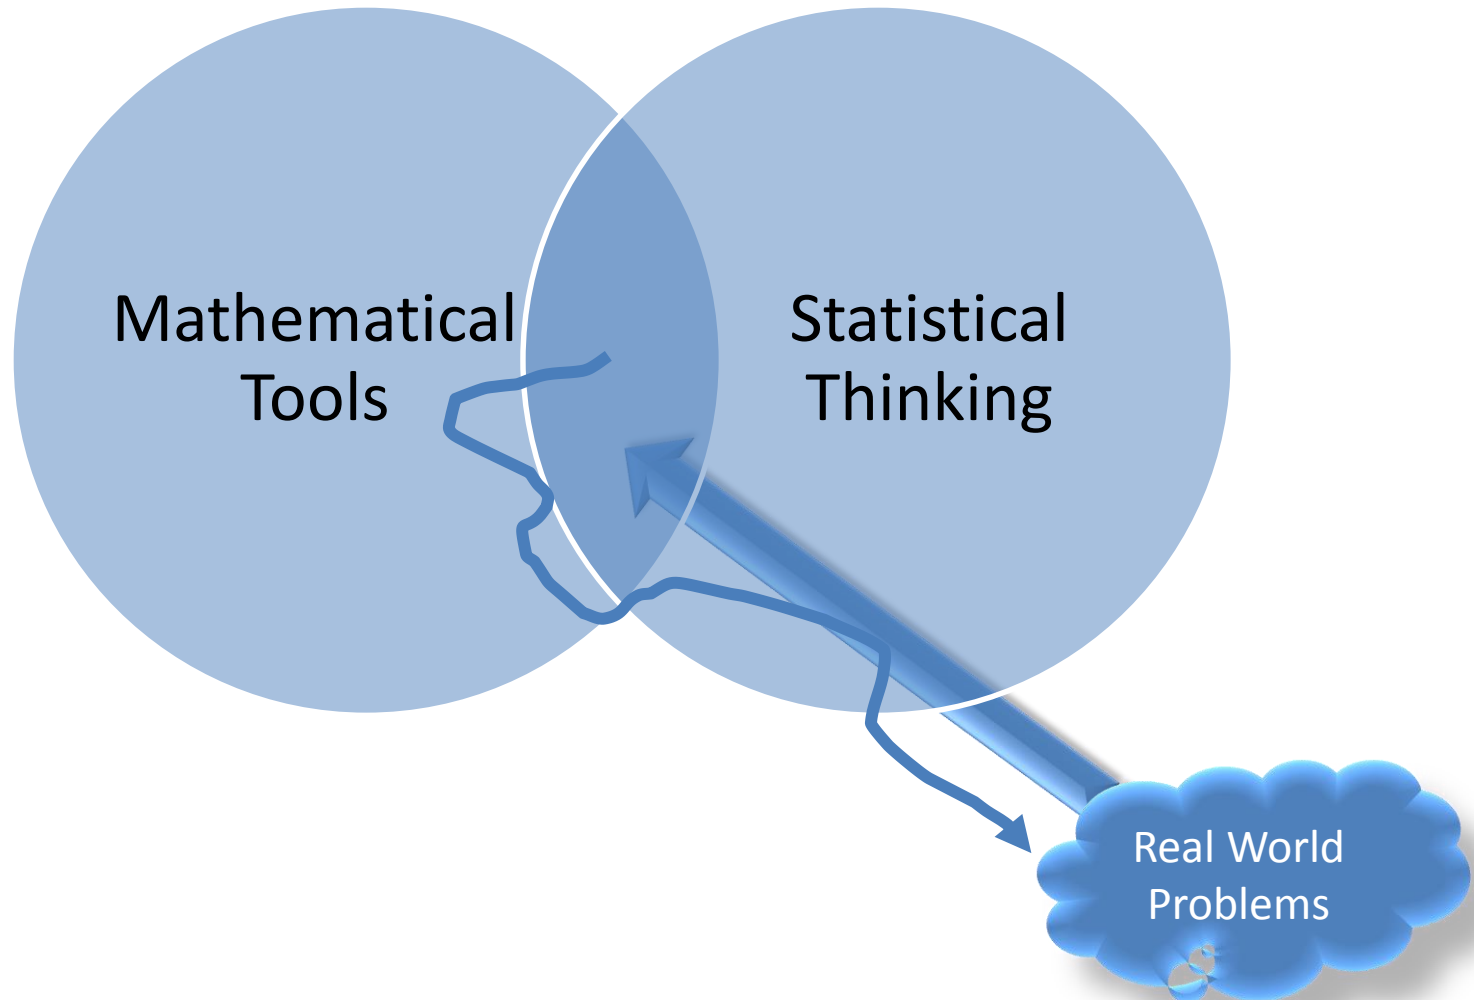 Mathematical
Tools
Statistical
Thinking
Real World
Problems